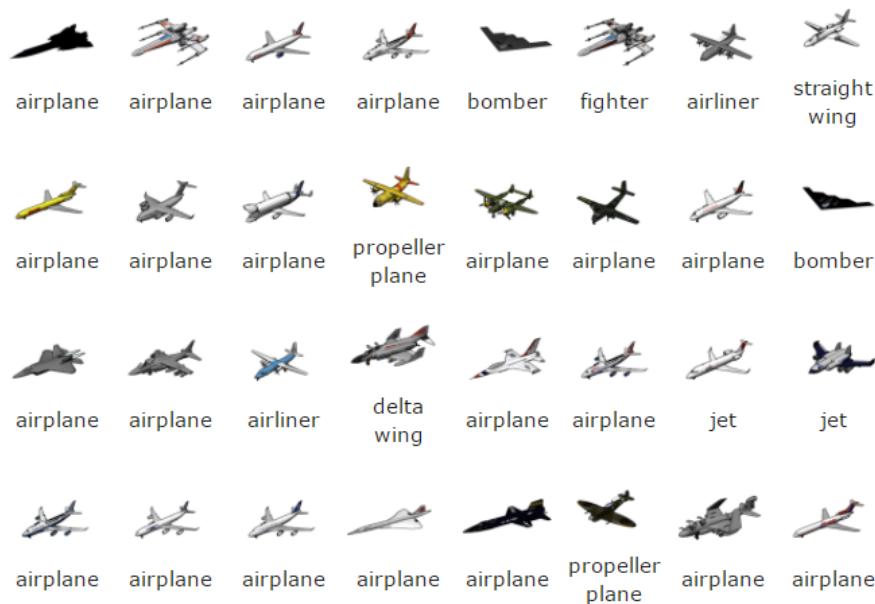 airplane airplane airplane airplane bomber fighter airliner straight
wing
airplane airplane airplane propeller airplane airplane airplane bomber
plane
airplane airplane airliner delta airplane airplane jet jet
wing
airplane airplane airplane airplane airplane propeller airplane airplane
plane